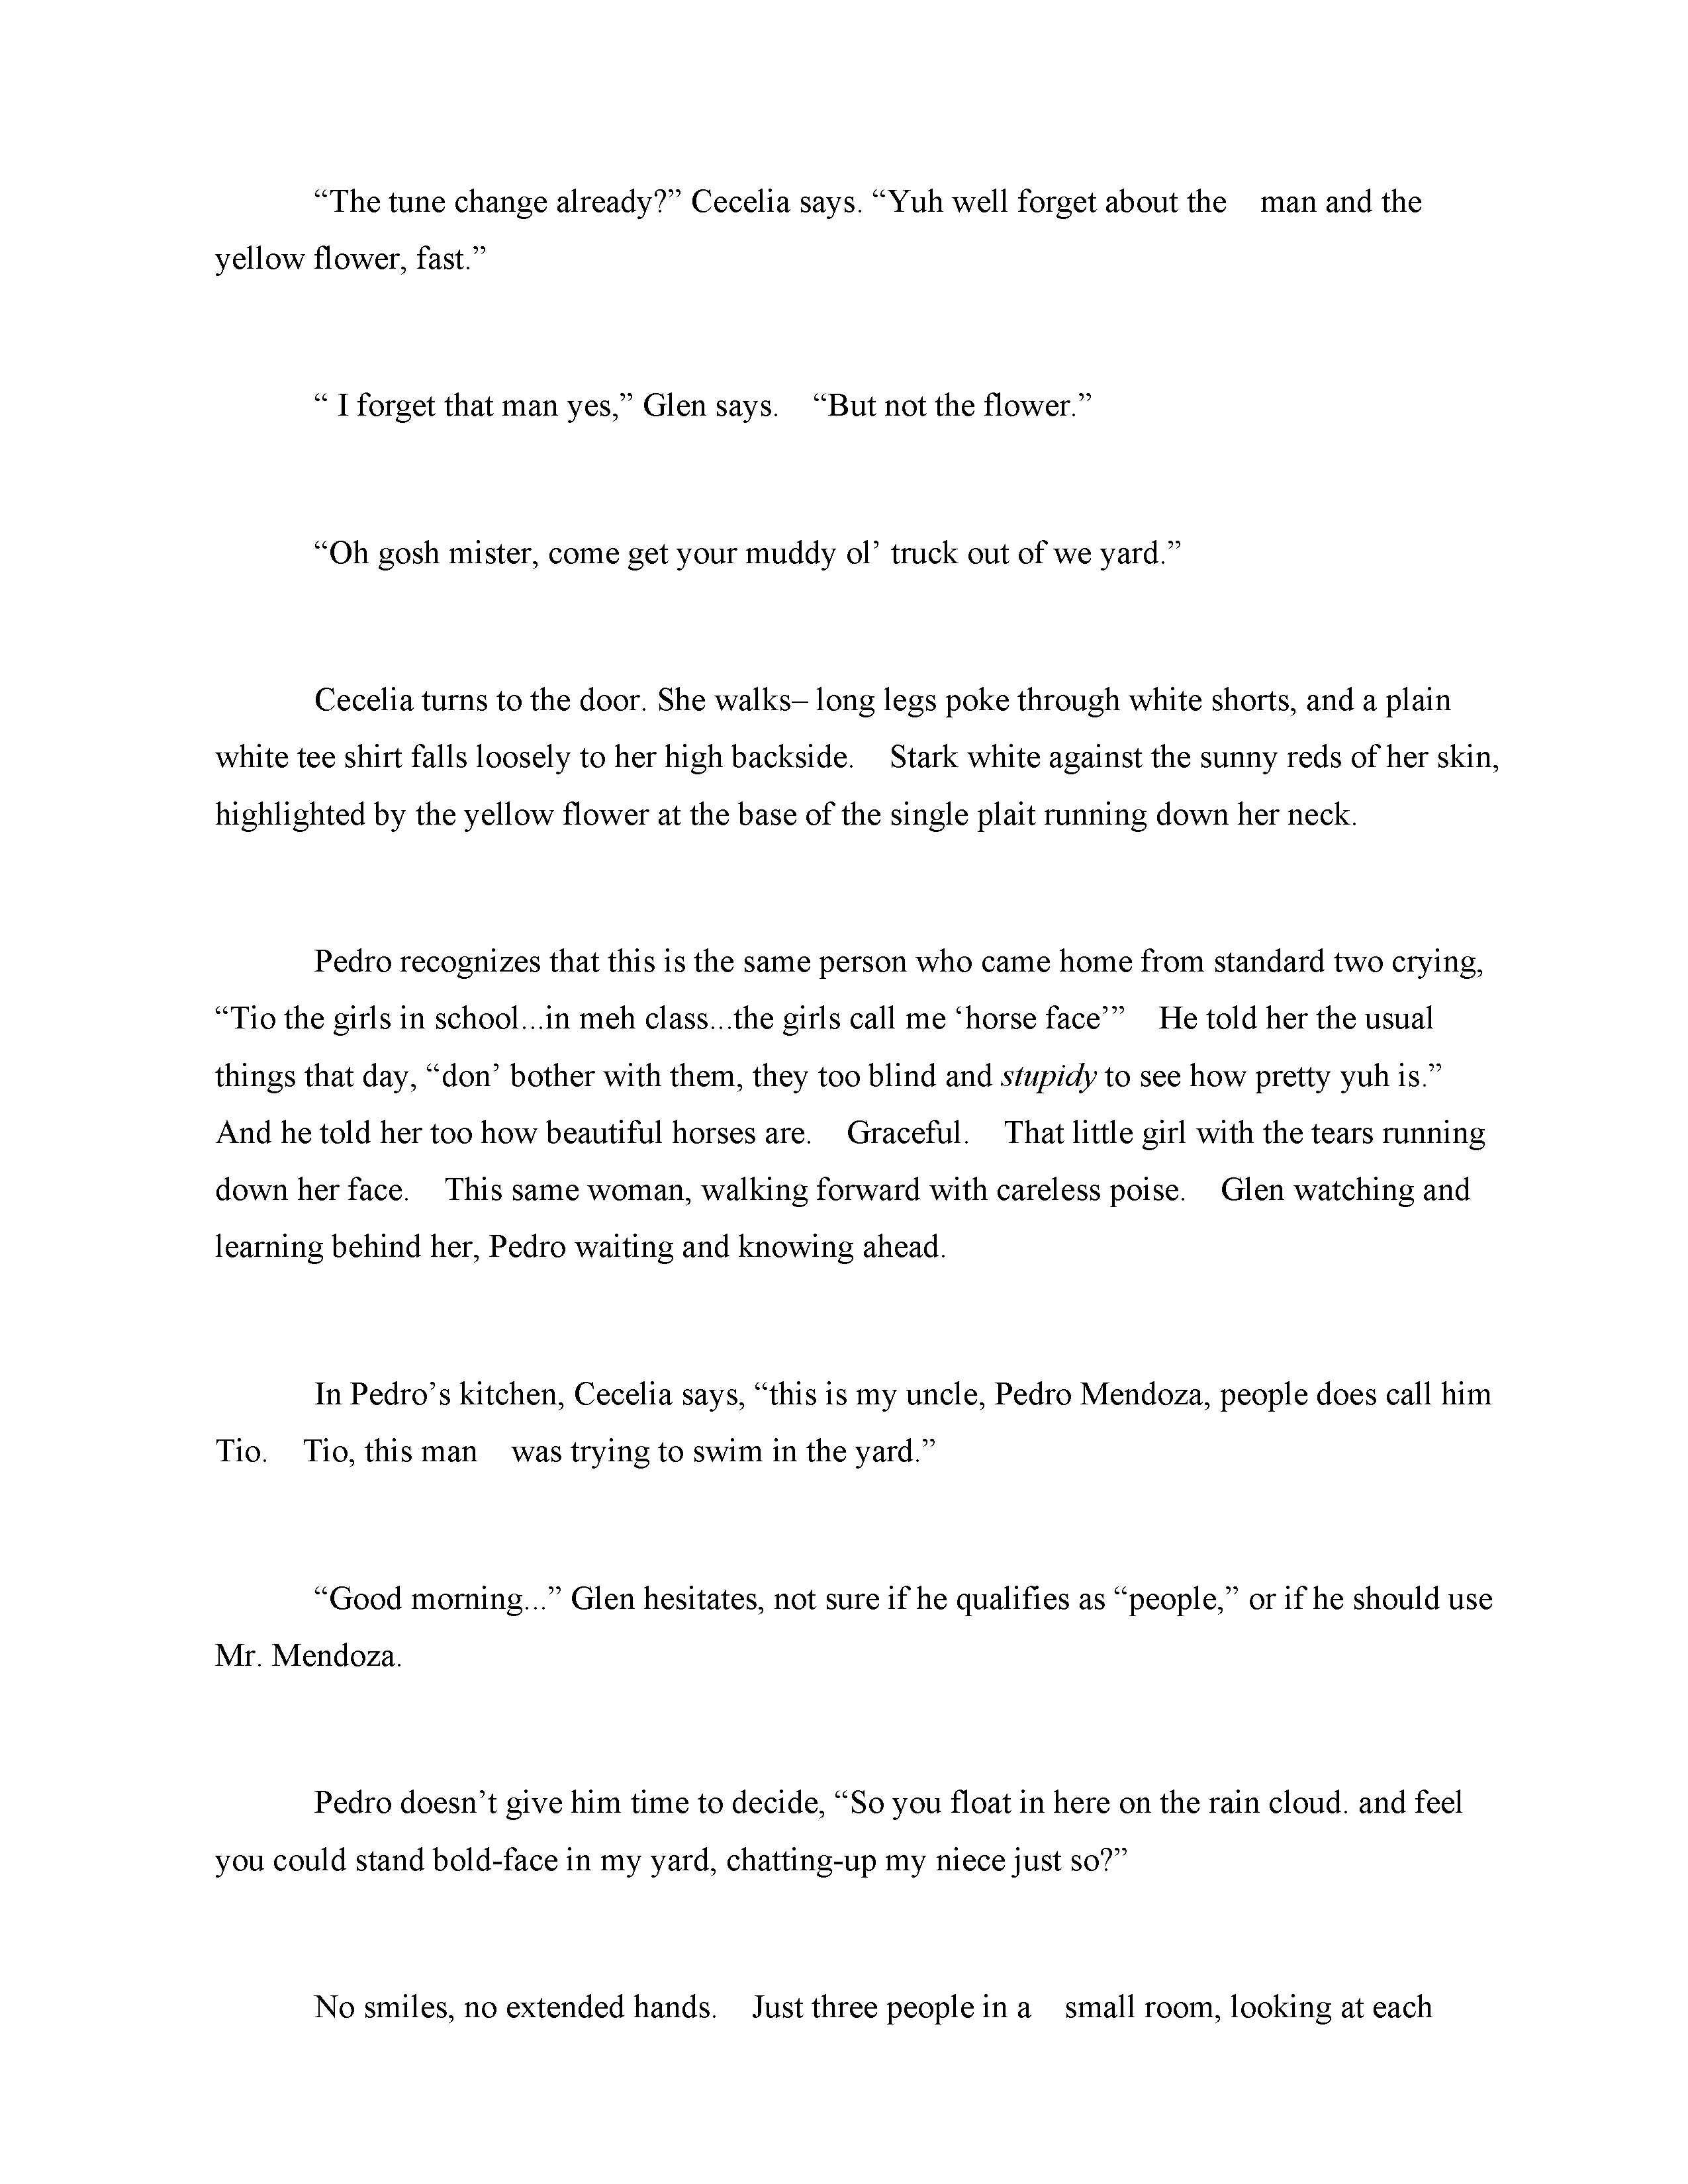 “The tune change already?” Cecelia says. “Yuh well forget about the    man and the
yellow flower, fast.”
“ I forget that man yes,” Glen says.    “But not the flower.”
“Oh gosh mister, come get your muddy ol’ truck out of we yard.”
Cecelia turns to the door. She walks– long legs poke through white shorts, and a plain
white tee shirt falls loosely to her high backside.    Stark white against the sunny reds of her skin,
highlighted by the yellow flower at the base of the single plait running down her neck.
Pedro recognizes that this is the same person who came home from standard two crying,
“Tio the girls in school...in meh class...the girls call me ‘horse face’”    He told her the usual
things that day, “don’ bother with them, they too blind and stupidy to see how pretty yuh is.”
And he told her too how beautiful horses are.    Graceful.    That little girl with the tears running
down her face.    This same woman, walking forward with careless poise.    Glen watching and
learning behind her, Pedro waiting and knowing ahead.
In Pedro’s kitchen, Cecelia says, “this is my uncle, Pedro Mendoza, people does call him
Tio.    Tio, this man    was trying to swim in the yard.”
“Good morning...” Glen hesitates, not sure if he qualifies as “people,” or if he should use
Mr. Mendoza.
Pedro doesn’t give him time to decide, “So you float in here on the rain cloud. and feel
you could stand bold-face in my yard, chatting-up my niece just so?”
No smiles, no extended hands.    Just three people in a    small room, looking at each